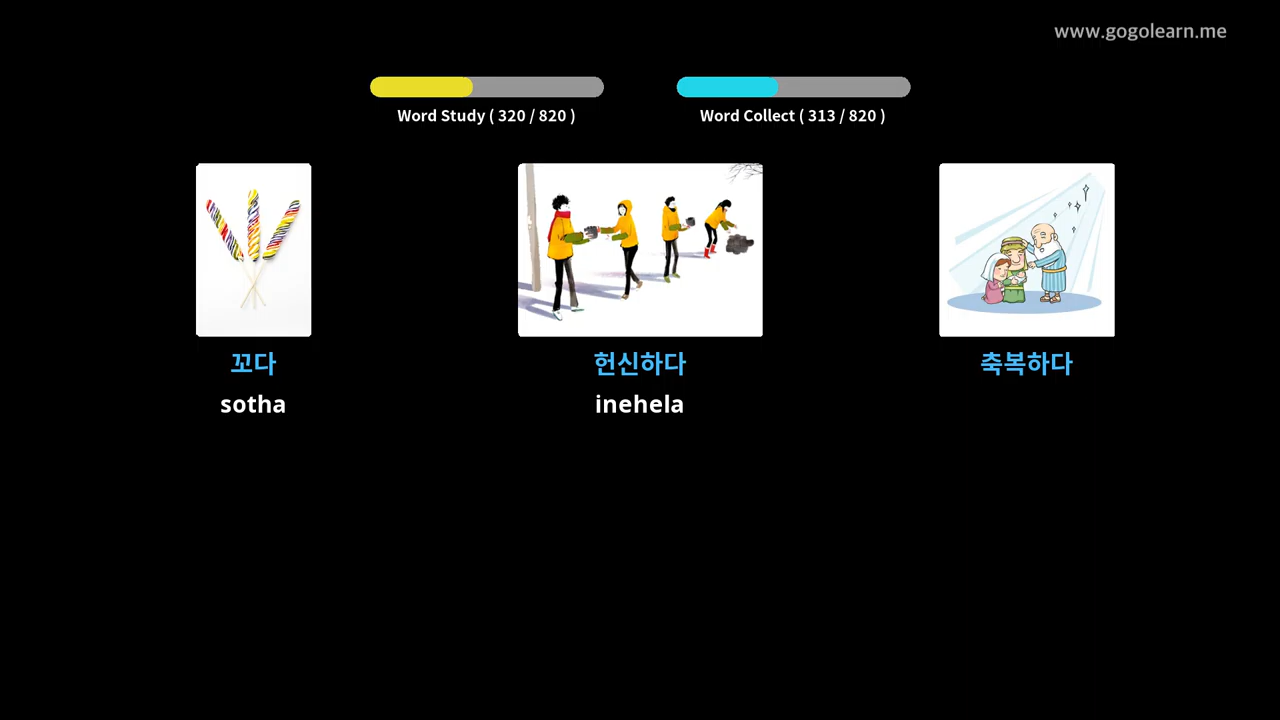 www.gogolearn.me
Word Study ( 320 / 820 )
Word Collect ( 313 / 820 )
꼬다
헌신하다
축복하다
sotha
inehela